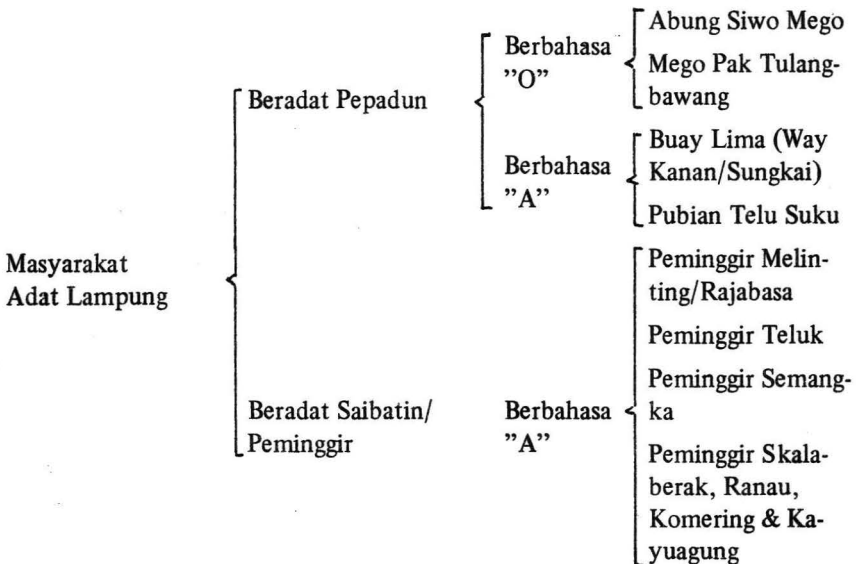 Masyarakat
Adat Lampung
Beradat Pepadun
Berbahasa
”O”
Abung Siwo Mego
Mego Pak Tulang-
bawang
Berbahasa
”A”
Buay Lima (Way
Kanan/Sungkai)
Pubian Telu Suku
Beradat Saibatin/
Peminggir
Berbahasa
”A”
Peminggir Melin-
ting/Rajabasa
Peminggir Teluk
Peminggir Semang-
ka
Peminggir Skala-
berak, Ranau,
Komering & Ka-
yuagung